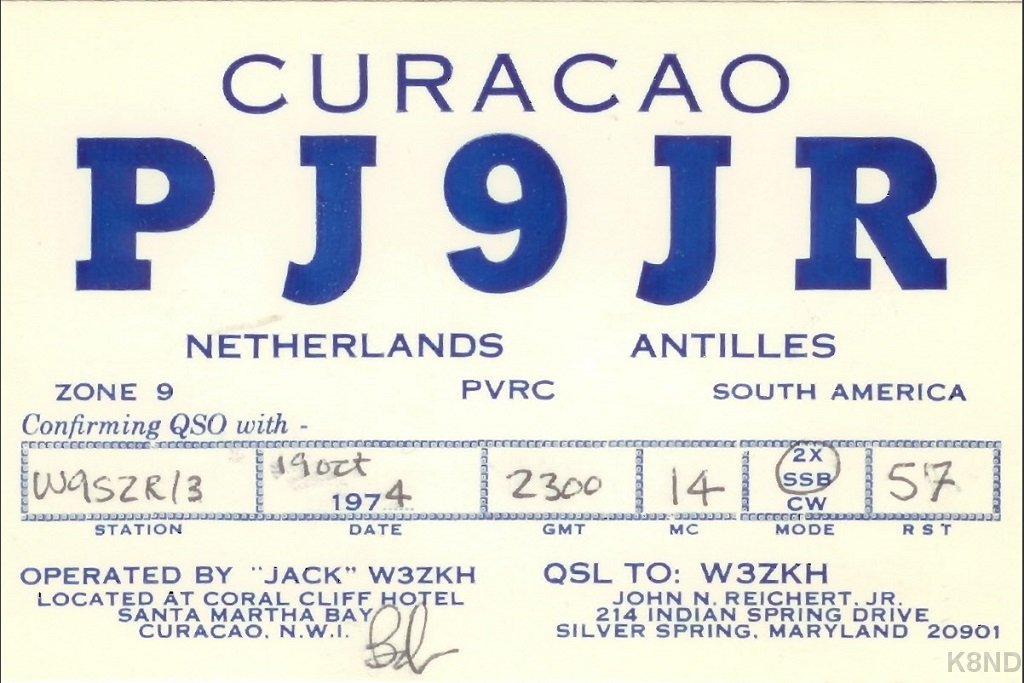 CURACAO
PJ9JR
NETHERLANDS ANTILLES
ZONE 9 PVRC SOUTH AMERICA
Confirming QSO with -
W9SZR/3 19 Oct 1974 2300 14 2X SSB CW 57
STATION DATE GMT MC MODE RST
OPERATED BY "JACK" W3ZKH
LOCATED AT CORAL CLIFF HOTEL
SANTA MARTHA BAY
CURACAO, N.W.I.
Bob
QSL TO: W3ZKH
JOHN N. REICHERT, JR.
214 INDIAN SPRING DRIVE
SILVER SPRING, MARYLAND 20901
K8ND